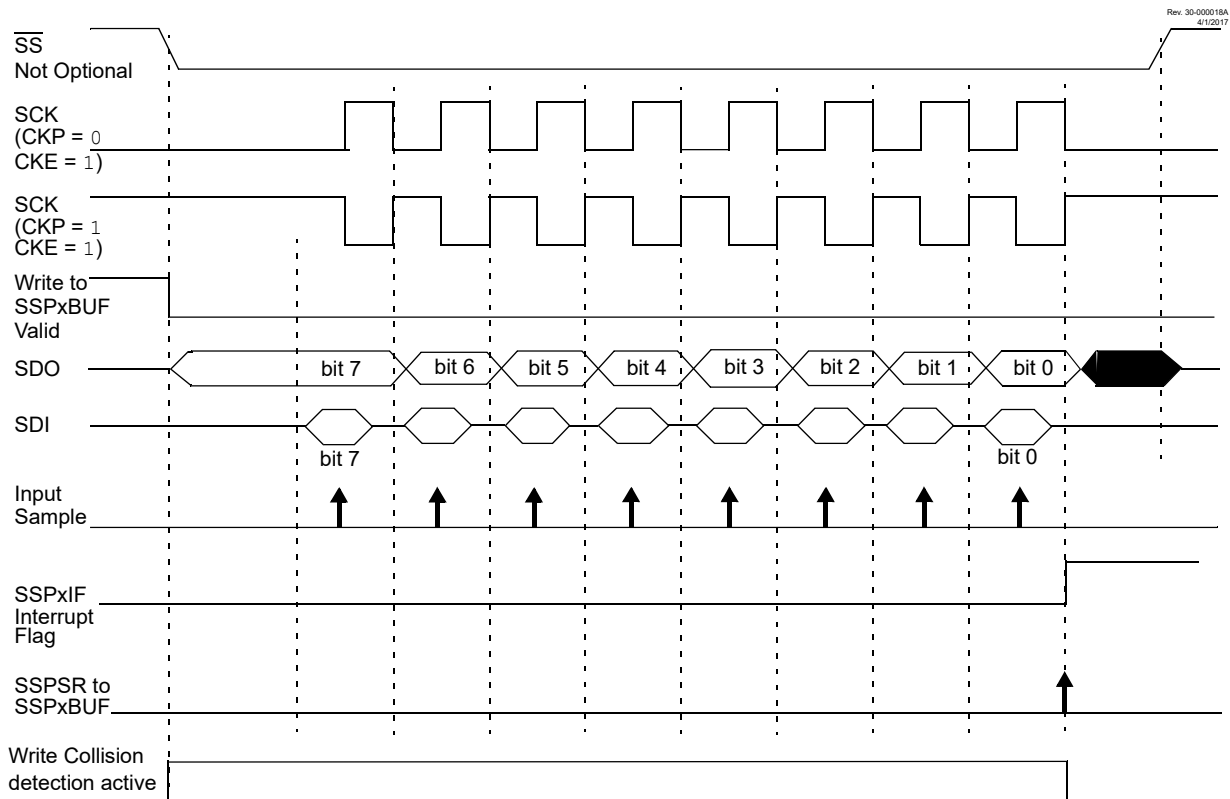 Rev. 30-000018A
4/1/2017
SS
Not Optional
SCK
(CKP = 0
CKE = 1)
SCK
(CKP = 1
CKE = 1)
Write to
SSPxBUF
Valid
SDO
bit 7
bit 6
bit 5
bit 4
bit 3
bit 2
bit 1
bit 0
SDI
bit 7
bit 0
Input
Sample
SSPxIF
Interrupt
Flag
SSPSR to
SSPxBUF
Write Collision
detection active